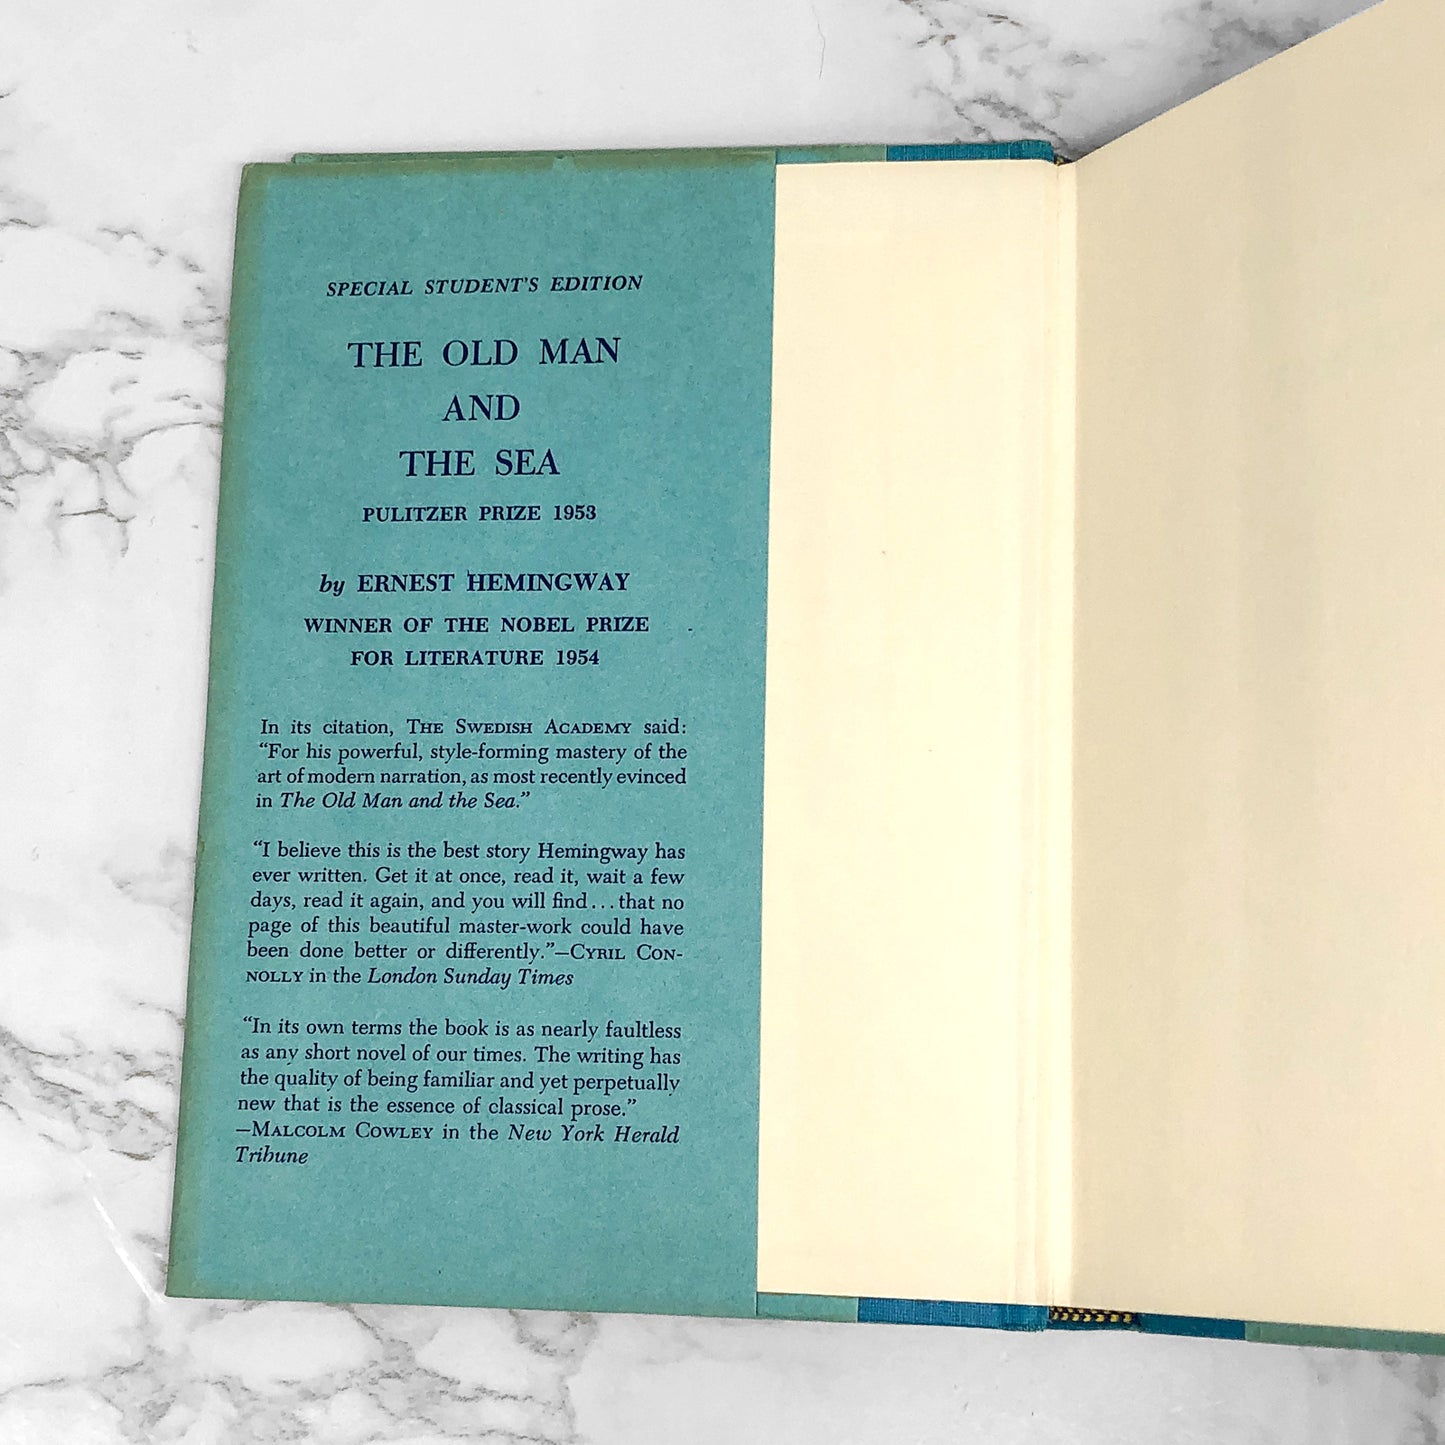 SPECIAL STUDENT'S EDITION
THE OLD MAN
AND
THE SEA
PULITZER PRIZE 1953
by ERNEST HEMINGWAY
WINNER OF THE NOBEL PRIZE
FOR LITERATURE 1954
In its citation, THE SWEDISH ACADEMY said:
“For his powerful, style-forming mastery of the
art of modern narration, as most recently evinced
in The Old Man and the Sea.”
“I believe this is the best story Hemingway has
ever written. Get it at once, read it, wait a few
days, read it again, and you will find...that no
page of this beautiful master-work could have
been done better or differently.”—CYRIL CON-
NOLLY in the London Sunday Times
“In its own terms the book is as nearly faultless
as any short novel of our times. The writing has
the quality of being familiar and yet perpetually
new that is the essence of classical prose.”
—MALCOLM COWLEY in the New York Herald
Tribune